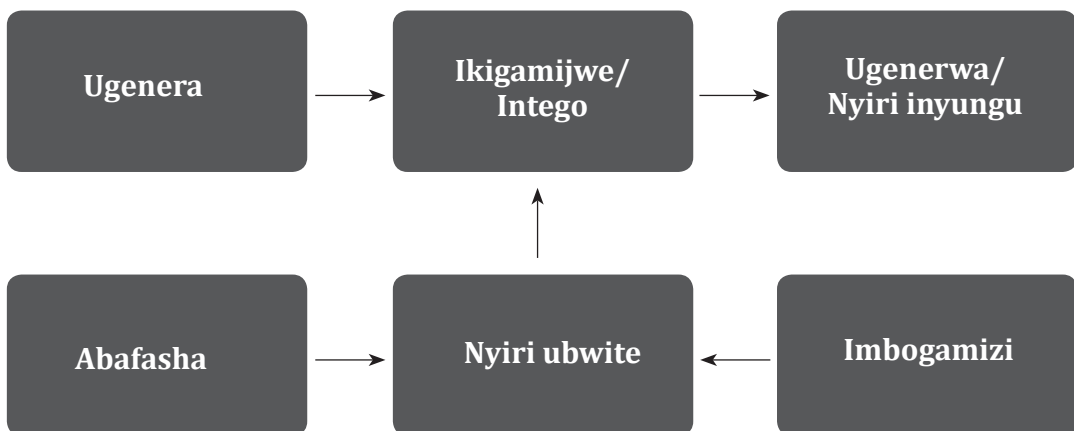 Ugenera
Ikigamijwe/
Intego
Ugenerwa/
Nyiri inyungu
Abafasha
Nyiri ubwite
Imbogamizi